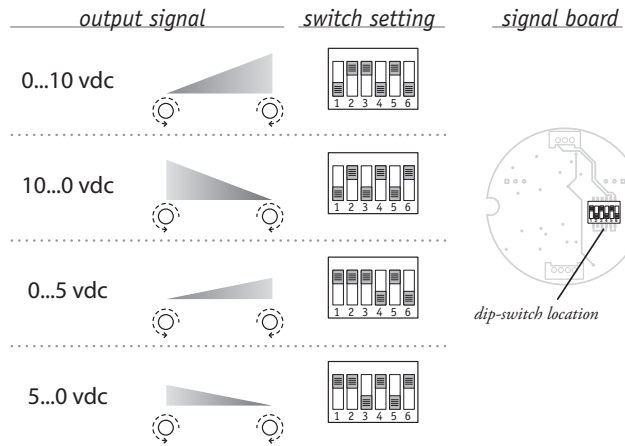 output signal switch setting signal board
0...10 vdc
1 2 3 4 5 6
10...0 vdc
1 2 3 4 5 6
0...5 vdc
1 2 3 4 5 6
dip-switch location
5...0 vdc
1 2 3 4 5 6